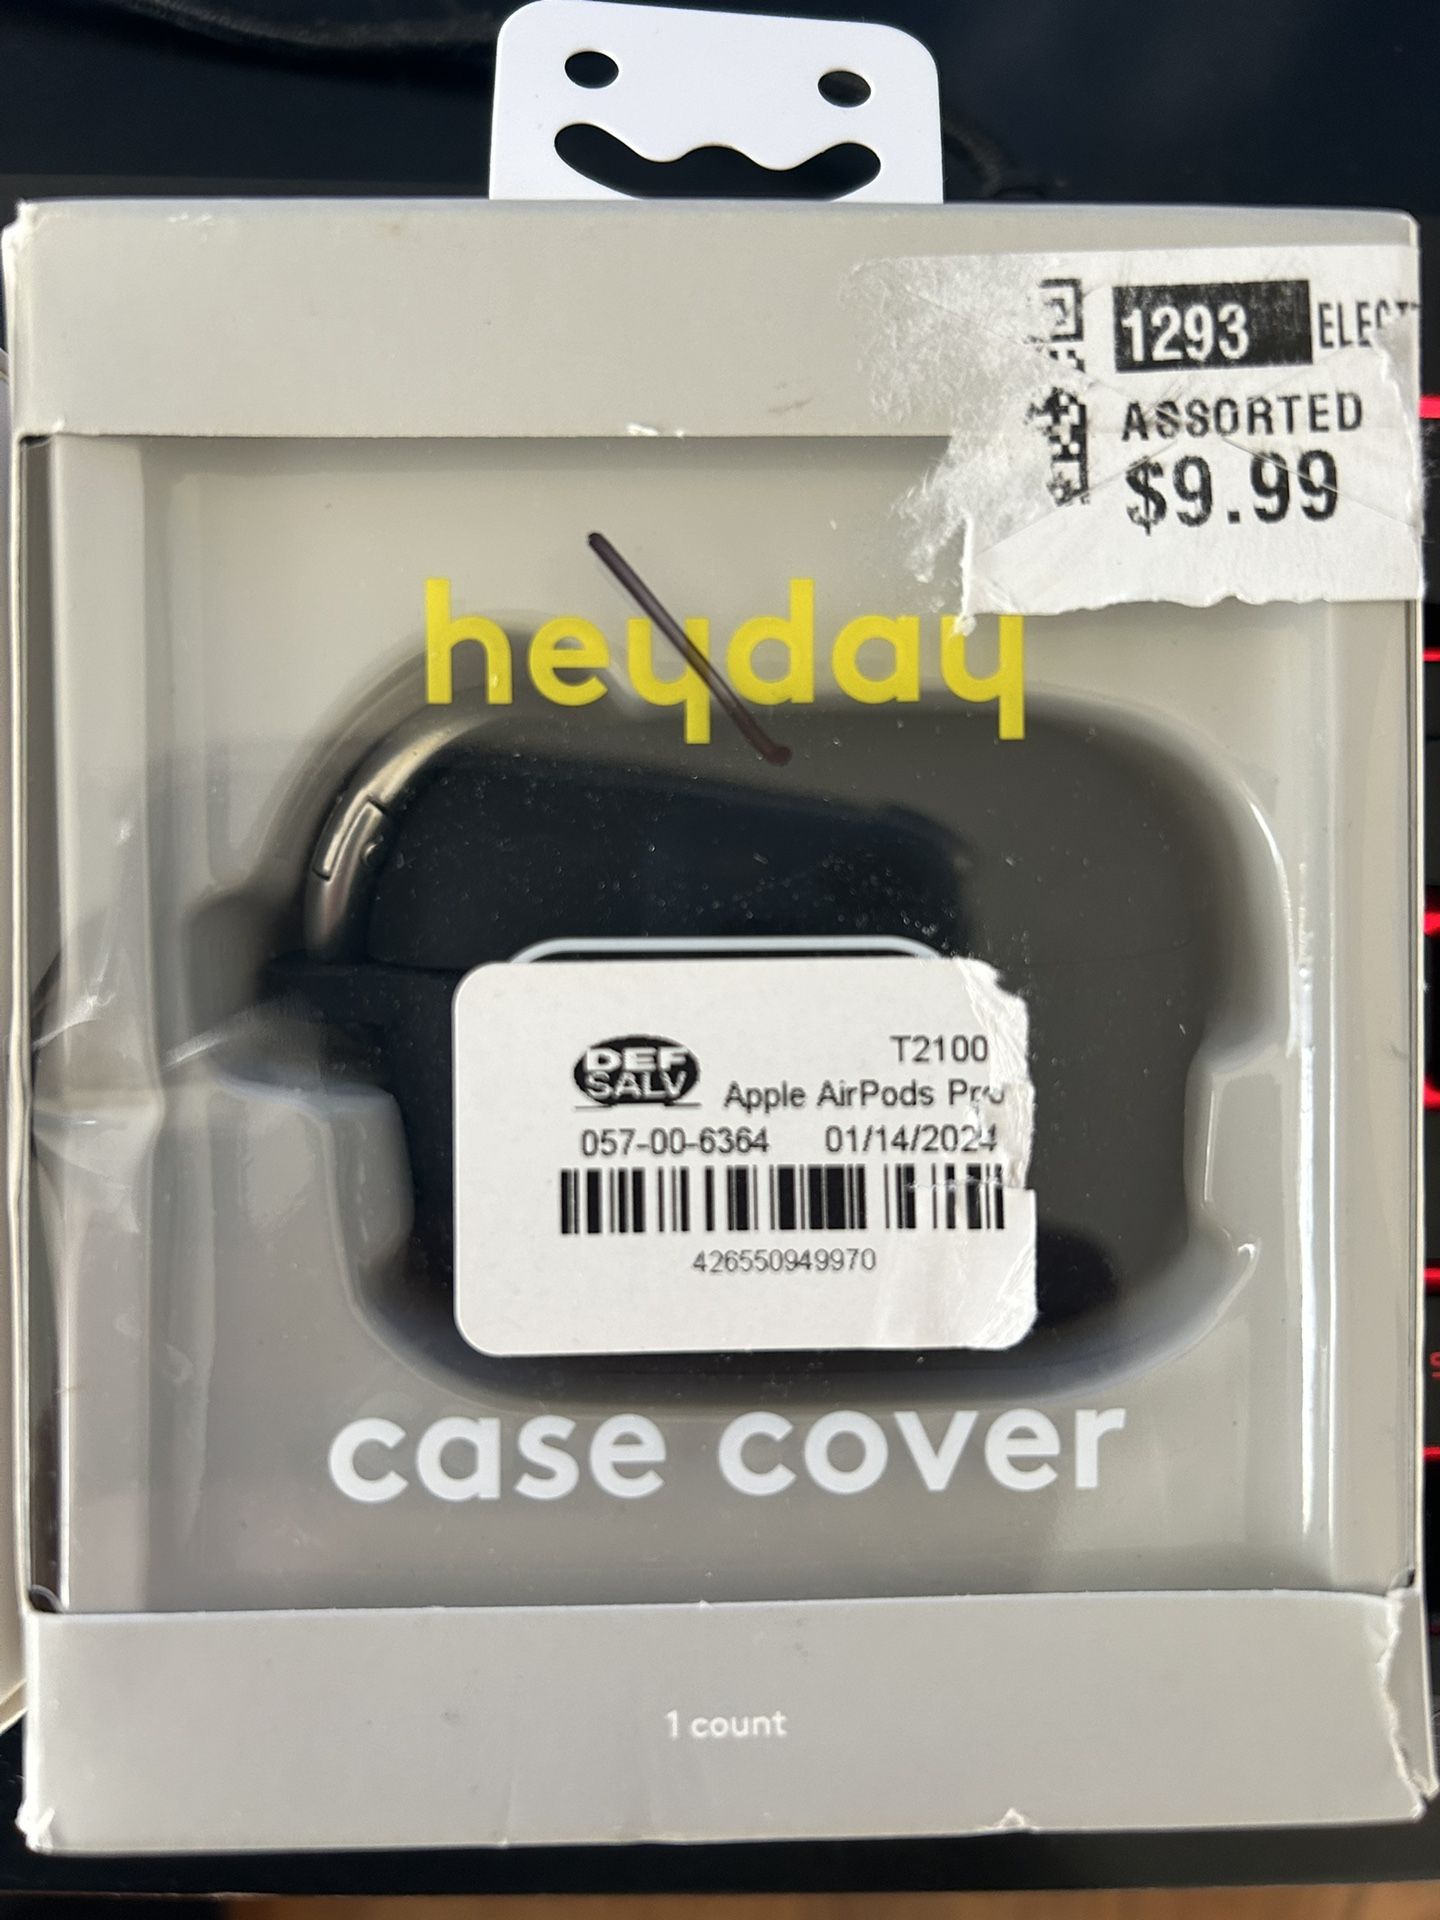 1293 ELECT
ASSORTED
$9.99
heyday
DEF
SALV
T2100
Apple AirPods Pro
057-00-6364 01/14/2024
426550949970
case cover
1 count